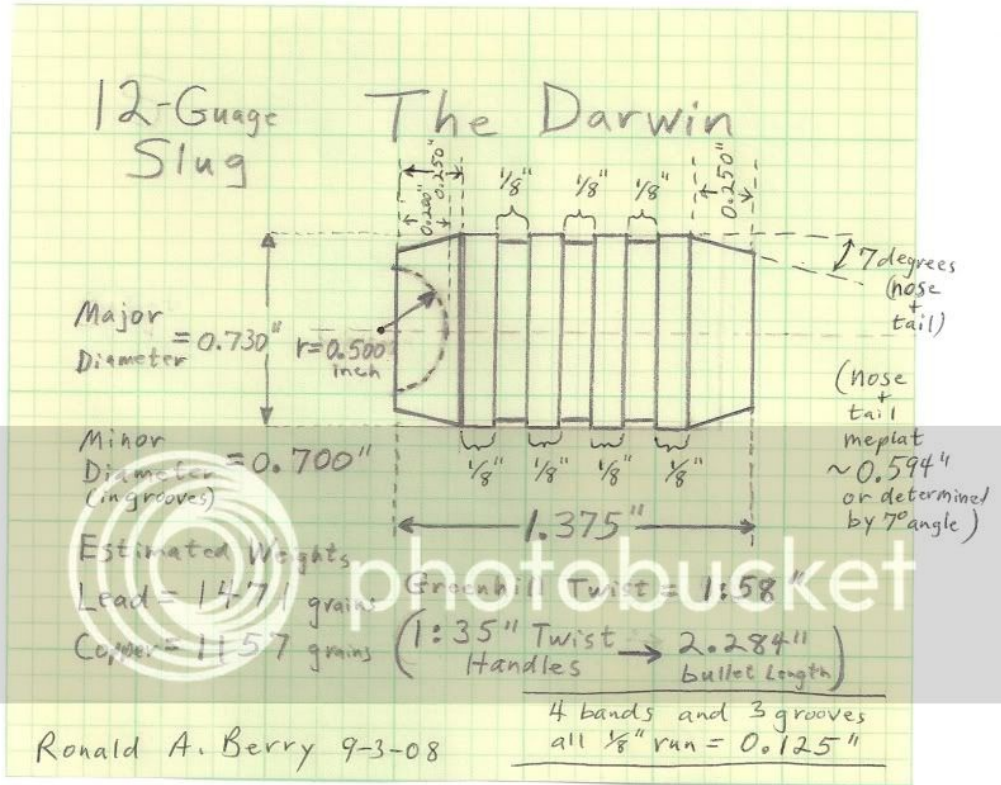 12-Guage
Slug
The Darwin
0.250"
0.200"
1/8"
1/8"
1/8"
0.250"
7 degrees
(nose
+
tail)
Major
Diameter = 0.730"
r=0.500
inch
(nose
+
tail
meplat
~0.594"
or determined
by 7° angle)
Minor
Diameter = 0.700"
(in grooves)
1/8"
1/8"
1/8"
1/8"
1.375"
Estimated Weights
Lead = 1471 grains
Copper = 1157 grains
photobucket
Greenhill Twist = 1:58"
(1:35" Twist
Handles → 2.284"
bullet Length)
4 bands and 3 grooves
all 1/8" run = 0.125"
Ronald A. Berry 9-3-08